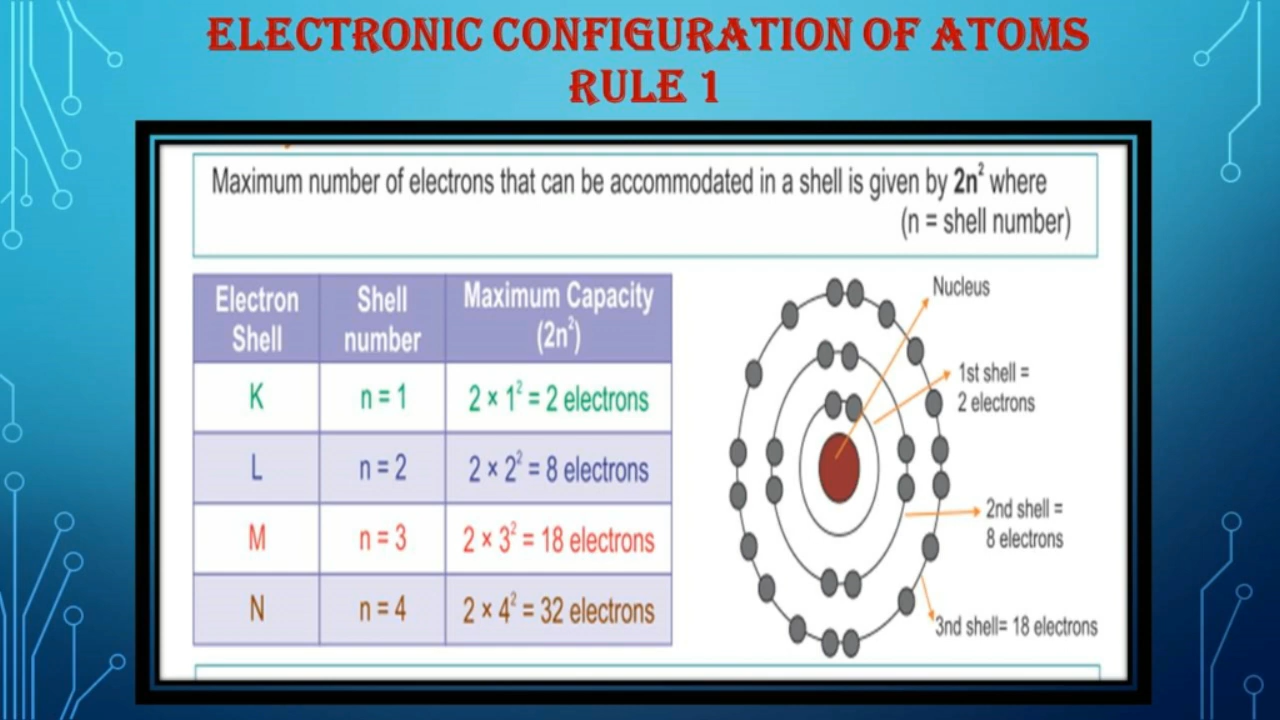 ELECTRONIC CONFIGURATION OF ATOMS
RULE 1
Maximum number of electrons that can be accommodated in a shell is given by 2n² where
(n = shell number)
Electron Shell
Shell number
Maximum Capacity (2n²)
K n = 1 2 × 1² = 2 electrons
L n = 2 2 × 2² = 8 electrons
M n = 3 2 × 3² = 18 electrons
N n = 4 2 × 4² = 32 electrons
Nucleus
1st shell =
2 electrons
2nd shell =
8 electrons
3nd shell= 18 electrons